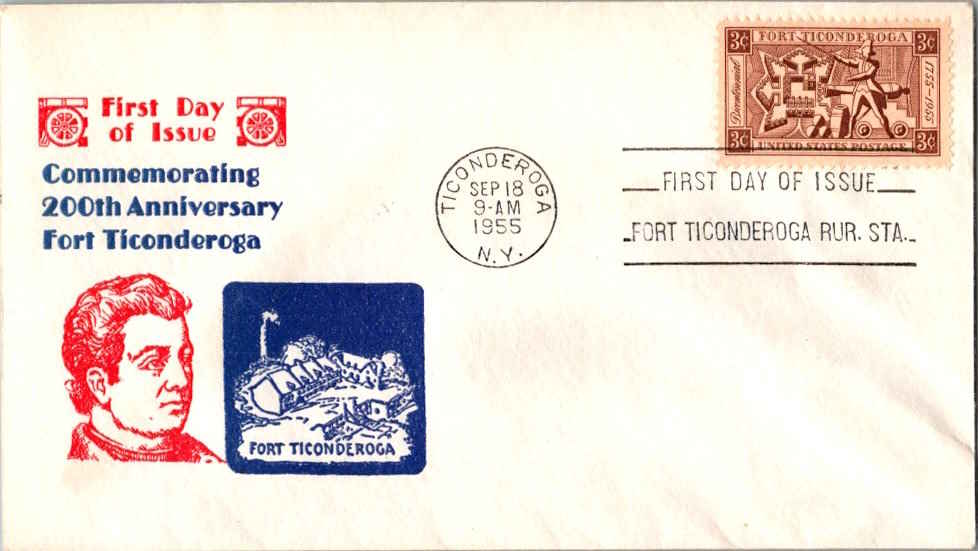 First Day
of Issue
Commemorating
200th Anniversary
Fort Ticonderoga
FORT TICONDEROGA
TICONDEROGA
SEP 18
9-AM
1955
N.Y.
3¢ FORT TICONDEROGA 3¢
Bicentennial
1755-1955
3¢ UNITED STATES POSTAGE 3¢
FIRST DAY OF ISSUE
FORT TICONDEROGA RUR. STA.